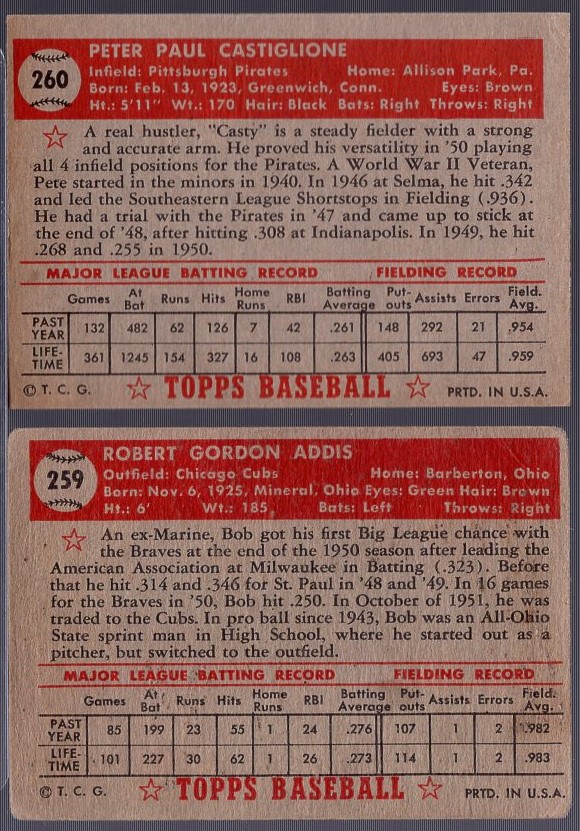 260
PETER PAUL CASTIGLIONE
Infield: Pittsburgh Pirates Home: Allison Park, Pa.
Born: Feb. 13, 1923, Greenwich, Conn. Eyes: Brown
Ht.: 5'11" Wt.: 170 Hair: Black Bats: Right Throws: Right
A real hustler, "Casty" is a steady fielder with a strong
and accurate arm. He proved his versatility in '50 playing
all 4 infield positions for the Pirates. A World War II Veteran,
Pete started in the minors in 1940. In 1946 at Selma, he hit .342
and led the Southeastern League Shortstops in Fielding (.936).
He had a trial with the Pirates in '47 and came up to stick at
the end of '48, after hitting .308 at Indianapolis. In 1949, he hit
.268 and .255 in 1950.
MAJOR LEAGUE BATTING RECORD FIELDING RECORD
Games At Bat Runs Hits Home Runs RBI Batting Average Put-outs Assists Errors Field. Avg.
PAST YEAR 132 482 62 126 7 42 .261 148 292 21 .954
LIFE-TIME 361 1245 154 327 16 108 .263 405 693 47 .959
© T. C. G. TOPPS BASEBALL PRTD. IN U.S.A.
259
ROBERT GORDON ADDIS
Outfield: Chicago Cubs Home: Barberton, Ohio
Born: Nov. 6, 1925, Mineral, Ohio Eyes: Green Hair: Brown
Ht.: 6' Wt.: 185 Bats: Left Throws: Right
An ex-Marine, Bob got his first Big League chance with
the Braves at the end of the 1950 season after leading the
American Association at Milwaukee in Batting (.323). Before
that he hit .314 and .346 for St. Paul in '48 and '49. In 16 games
for the Braves in '50, Bob hit .250. In October of 1951, he was
traded to the Cubs. In pro ball since 1943, Bob was an All-Ohio
State sprint man in High School, where he started out as a
pitcher, but switched to the outfield.
MAJOR LEAGUE BATTING RECORD FIELDING RECORD
Games At Bat Runs Hits Home Runs RBI Batting Average Put-outs Assists Errors Field. Avg.
PAST YEAR 85 199 23 55 1 24 .276 107 1 2 .982
LIFE-TIME 101 227 30 62 1 26 .273 114 1 2 .983
© T. C. G. TOPPS BASEBALL PRTD. IN U.S.A.